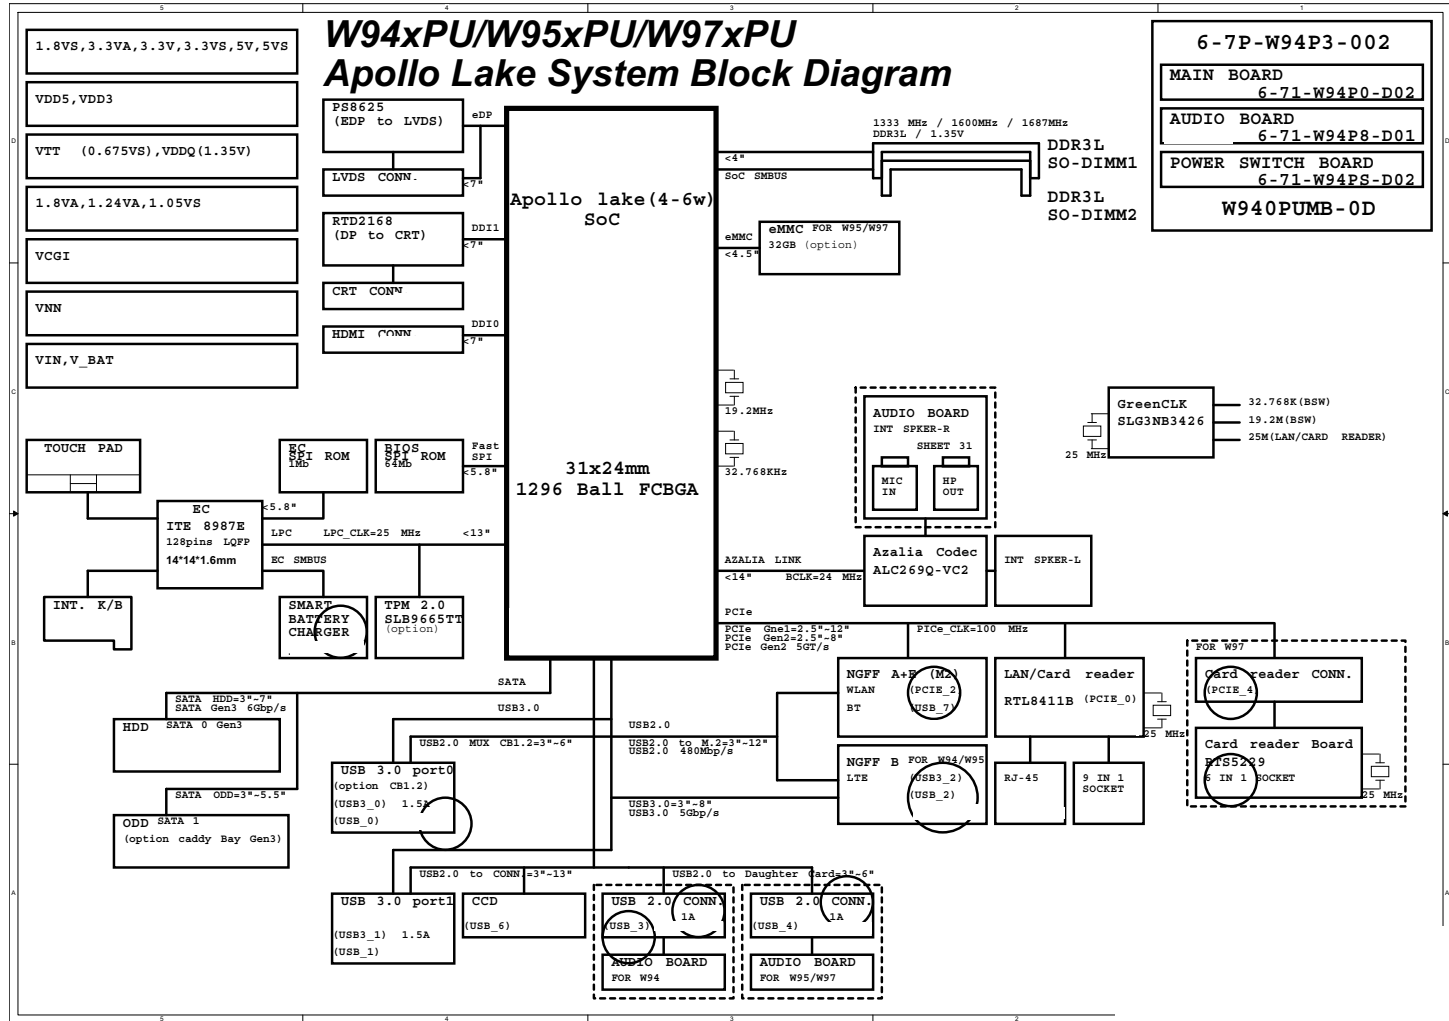 5 4 3 2 1
W94xPU/W95xPU/W97xPU
Apollo Lake System Block Diagram
1.8VS,3.3VA,3.3V,3.3VS,5V,5VS
VDD5,VDD3
VTT (0.675VS),VDDQ(1.35V)
1.8VA,1.24VA,1.05VS
VCGI
VNN
VIN,V_BAT
6-7P-W94P3-002
MAIN BOARD
6-71-W94P0-D02
AUDIO BOARD
6-71-W94P8-D01
POWER SWITCH BOARD
6-71-W94PS-D02
W940PUMB-0D
PS8625
(EDP to LVDS)
eDP
LVDS CONN.
<7"
RTD2168
(DP to CRT)
DDI1
<7"
CRT CONN
HDMI CONN
DDI0
<7"
Apollo lake(4-6w)
SoC
31x24mm
1296 Ball FCBGA
1333 MHz / 1600MHz / 1687MHz
DDR3L / 1.35V
<4"
SoC SMBUS
DDR3L
SO-DIMM1
DDR3L
SO-DIMM2
eMMC
<4.5"
eMMC FOR W95/W97
32GB (option)
19.2MHz
32.768KHz
AUDIO BOARD
INT SPKER-R
SHEET 31
MIC
IN
HP
OUT
GreenCLK
SLG3NB3426
25 MHz
32.768K(BSW)
19.2M(BSW)
25M(LAN/CARD READER)
TOUCH PAD
EC
SPI ROM
1Mb
BIOS
SPI ROM
64Mb
Fast
SPI
<5.8"
EC
ITE 8987E
128pins LQFP
14*14*1.6mm
<5.8"
LPC LPC_CLK=25 MHz <13"
EC SMBUS
INT. K/B
SMART
BATTERY
CHARGER
TPM 2.0
SLB9665TT
(option)
AZALIA LINK
<14" BCLK=24 MHz
Azalia Codec
ALC269Q-VC2
INT SPKER-L
PCIe
PCIe Gne1=2.5"~12"
PCIe Gen2=2.5"~8"
PCIe Gen2 5GT/s
PICe_CLK=100 MHz
NGFF A+E (M2)
WLAN (PCIE_2)
BT (USB_7)
LAN/Card reader
RTL8411B (PCIE_0)
25 MHz
FOR W97
Card reader CONN.
(PCIE_4)
Card reader Board
RTS5229
6 IN 1 SOCKET
25 MHz
SATA
USB3.0
SATA HDD=3"~7"
SATA Gen3 6Gbp/s
HDD SATA 0 Gen3
SATA ODD=3"~5.5"
ODD SATA 1
(option caddy Bay Gen3)
USB2.0 MUX CB1.2=3"~6"
USB2.0
USB2.0 to M.2=3"~12"
USB2.0 480Mbp/s
USB 3.0 port0
(option CB1.2)
(USB3_0) 1.5A
(USB_0)
NGFF B FOR W94/W95
LTE (USB3_2)
(USB_2)
USB3.0=3"~8"
USB3.0 5Gbp/s
RJ-45
9 IN 1
SOCKET
USB2.0 to CONN.=3"~13"
USB2.0 to Daughter Card=3"~6"
USB 3.0 port1
(USB3_1) 1.5A
(USB_1)
CCD
(USB_6)
USB 2.0 CONN.
1A
(USB_3)
AUDIO BOARD
FOR W94
USB 2.0 CONN.
1A
(USB_4)
AUDIO BOARD
FOR W95/W97
D
C
B
A
D
C
B
A
5 4 3 2